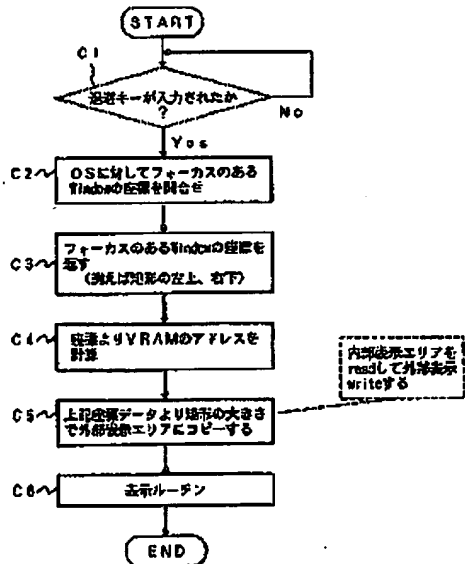 START
C1
キーが入力されたか
?
No
Yes
C2
OSに対してフォーカスのある
Windowの座標を問合せ
C3
フォーカスのあるWindowの座標を
返す
(例えば矩形の左上、右下)
C4
座標よりVRAMのアドレスを
計算
内部表示エリアを
readして外部表示
writeする
C5
上記座標データより矩形の大きさ
で外部表示エリアにコピーする
C6
表示ルーチン
END